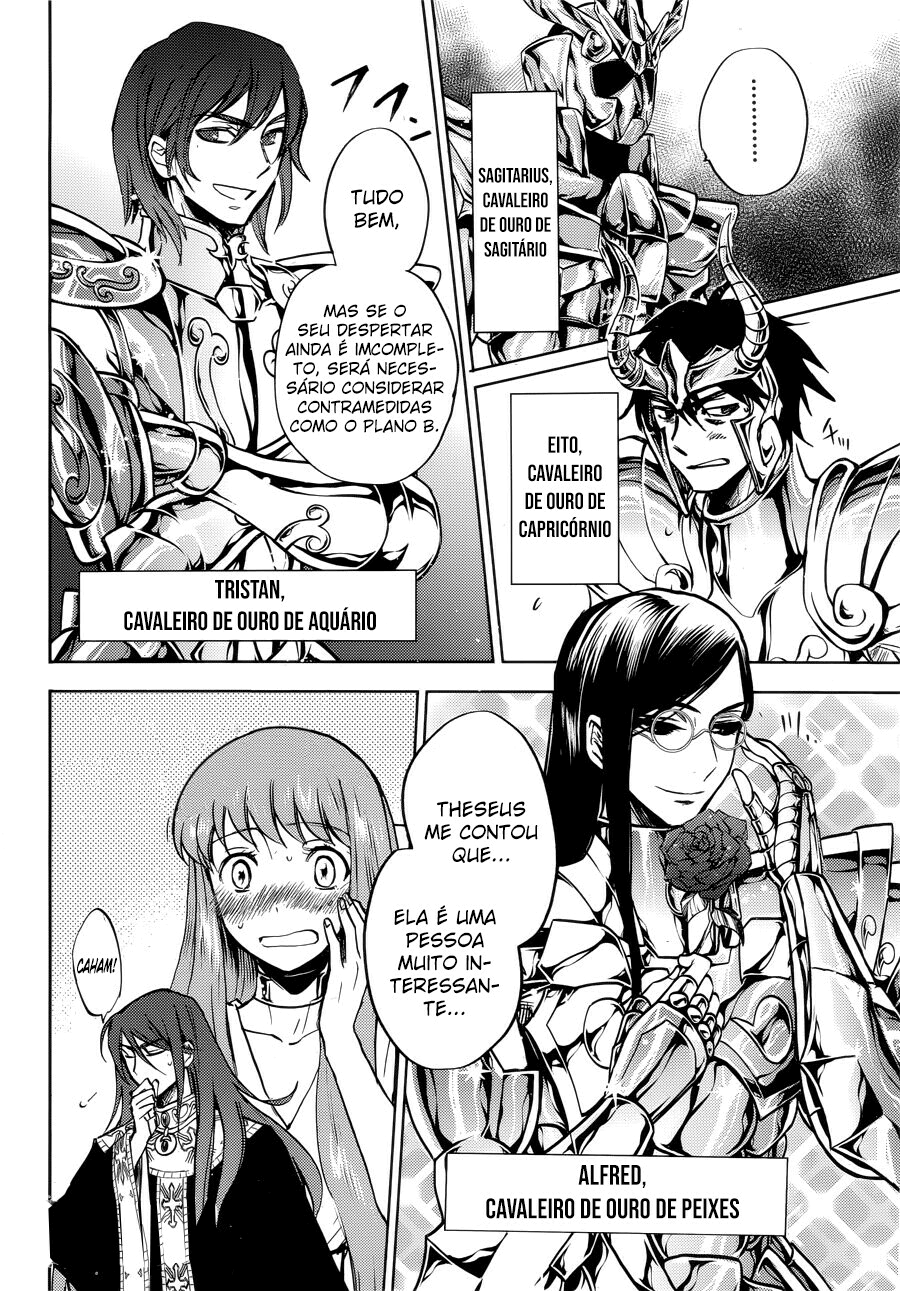 ..........
SAGITARIUS,
CAVALEIRO
DE OURO DE
SAGITÁRIO
EITO,
CAVALEIRO
DE OURO DE
CAPRICÓRNIO
TUDO
BEM,
MAS SE O
SEU DESPERTAR
AINDA É IMCOMPLE-
TO, SERÁ NECES-
SÁRIO CONSIDERAR
CONTRAMEDIDAS
COMO O PLANO B.
TRISTAN,
CAVALEIRO DE OURO DE AQUÁRIO
THESEUS
ME CONTOU
QUE...
ELA É UMA
PESSOA
MUITO IN-
TERESSAN-
TE...
ALFRED,
CAVALEIRO DE OURO DE PEIXES
CAHAM!